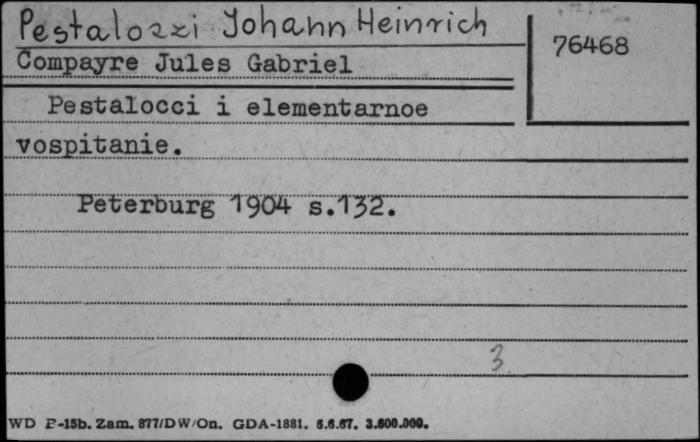 Pestalozzi Johann Heinrich
76468
Compayre Jules Gabriel
Pestalocci i elementarnoe
vospitanie.
Peterburg 1904 s.132.
3
WD P-15b. Zam. 877/DW/On. GDA-1881. 6.6.67. 3.600.000.